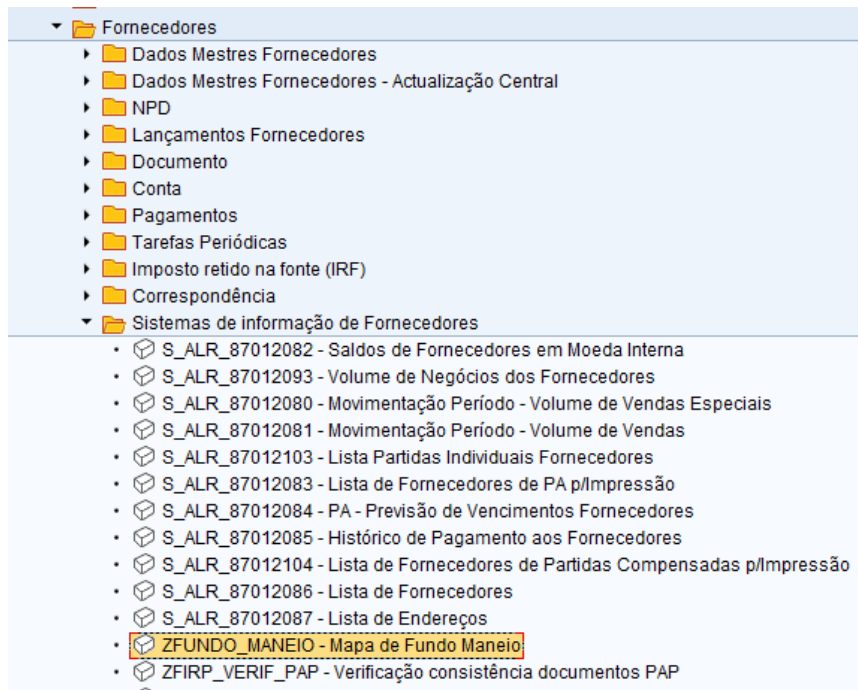 Fornecedores
Dados Mestres Fornecedores
Dados Mestres Fornecedores - Actualização Central
NPD
Lançamentos Fornecedores
Documento
Conta
Pagamentos
Tarefas Periódicas
Imposto retido na fonte (IRF)
Correspondência
Sistemas de informação de Fornecedores
S_ALR_87012082 - Saldos de Fornecedores em Moeda Interna
S_ALR_87012093 - Volume de Negócios dos Fornecedores
S_ALR_87012080 - Movimentação Período - Volume de Vendas Especiais
S_ALR_87012081 - Movimentação Período - Volume de Vendas
S_ALR_87012103 - Lista Partidas Individuais Fornecedores
S_ALR_87012083 - Lista de Fornecedores de PA p/Impressão
S_ALR_87012084 - PA - Previsão de Vencimentos Fornecedores
S_ALR_87012085 - Histórico de Pagamento aos Fornecedores
S_ALR_87012104 - Lista de Fornecedores de Partidas Compensadas p/Impressão
S_ALR_87012086 - Lista de Fornecedores
S_ALR_87012087 - Lista de Endereços
ZFUNDO_MANEIO - Mapa de Fundo Maneio
ZFIRP_VERIF_PAP - Verificação consistência documentos PAP